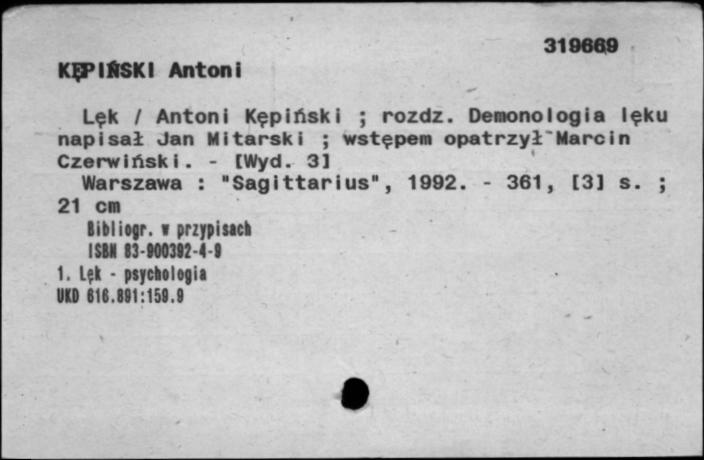 319669
KĘPIŃSKI Antoni
Lęk / Antoni Kępiński ; rozdz. Demonologia lęku
napisał Jan Mitarski ; wstępem opatrzył Marcin
Czerwiński. - [Wyd. 3]
Warszawa : "Sagittarius", 1992. - 361, [3] s. ;
21 cm
Bibliogr. w przypisach
ISBN 83-900392-4-9
1. Lęk - psychologia
UKD 616.891:159.9